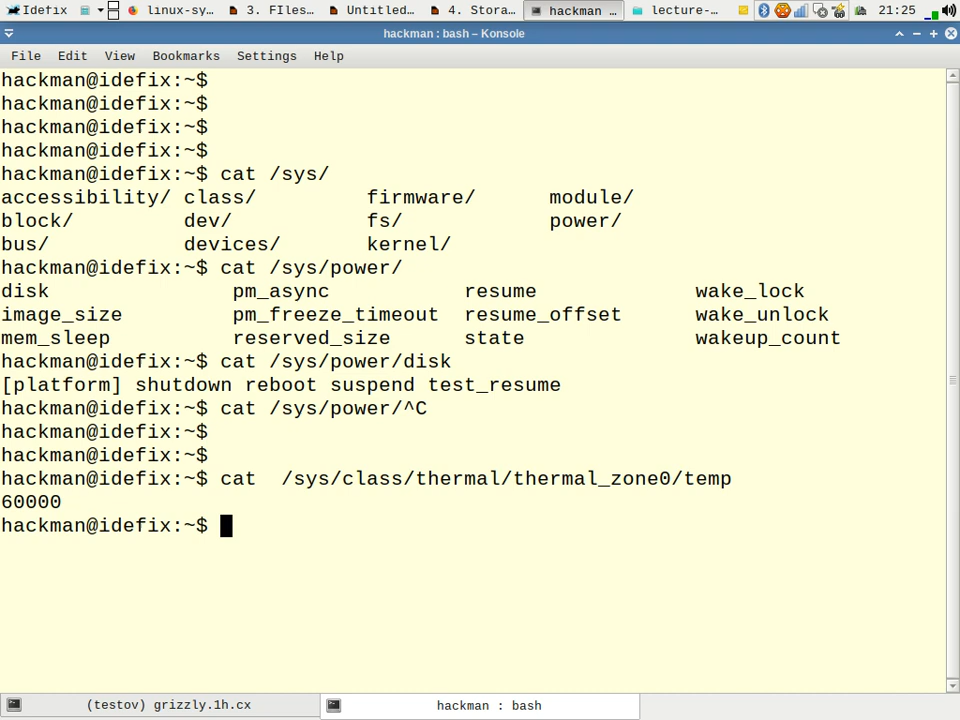 Idefix linux-sy... 3. FIles... Untitled... 4. Stora... hackman ... lecture-... 21:25
hackman : bash – Konsole
File Edit View Bookmarks Settings Help
hackman@idefix:~$
hackman@idefix:~$
hackman@idefix:~$
hackman@idefix:~$
hackman@idefix:~$ cat /sys/
accessibility/ class/ firmware/ module/
block/ dev/ fs/ power/
bus/ devices/ kernel/
hackman@idefix:~$ cat /sys/power/
disk pm_async resume wake_lock
image_size pm_freeze_timeout resume_offset wake_unlock
mem_sleep reserved_size state wakeup_count
hackman@idefix:~$ cat /sys/power/disk
[platform] shutdown reboot suspend test_resume
hackman@idefix:~$ cat /sys/power/^C
hackman@idefix:~$
hackman@idefix:~$
hackman@idefix:~$ cat  /sys/class/thermal/thermal_zone0/temp
60000
hackman@idefix:~$
(testov) grizzly.1h.cx hackman : bash